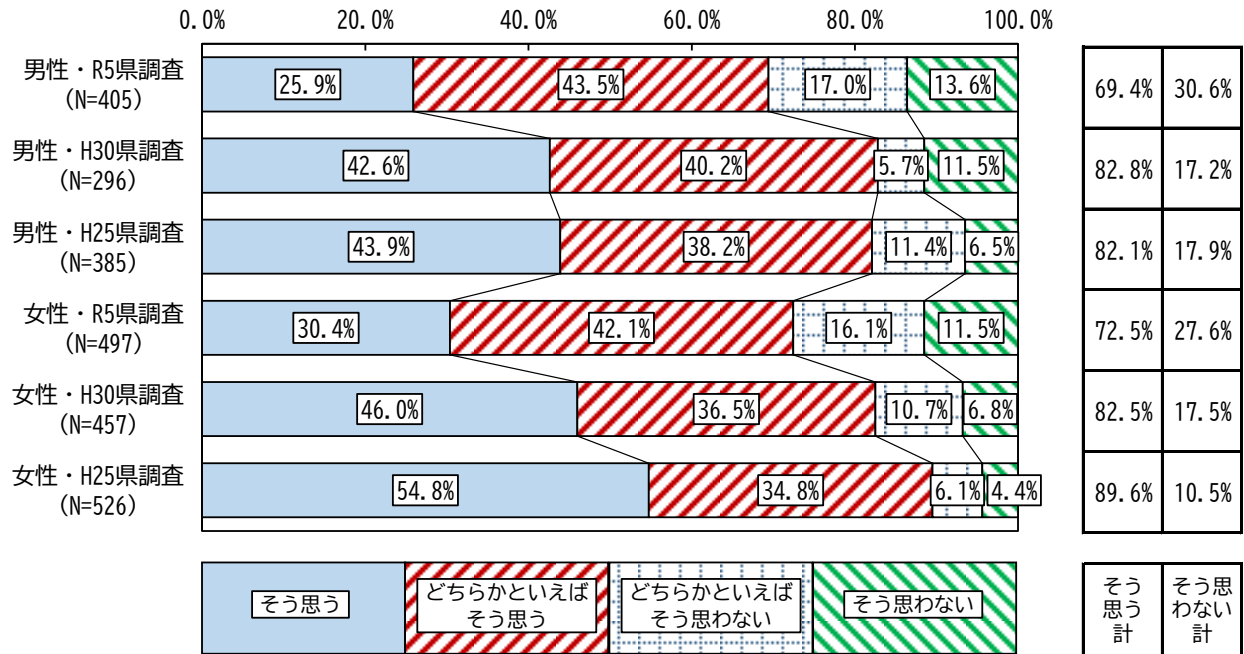 0.0% 20.0% 40.0% 60.0% 80.0% 100.0%
男性・R5県調査
(N=405)
25.9% 43.5% 17.0% 13.6% 69.4% 30.6%
男性・H30県調査
(N=296)
42.6% 40.2% 5.7% 11.5% 82.8% 17.2%
男性・H25県調査
(N=385)
43.9% 38.2% 11.4% 6.5% 82.1% 17.9%
女性・R5県調査
(N=497)
30.4% 42.1% 16.1% 11.5% 72.5% 27.6%
女性・H30県調査
(N=457)
46.0% 36.5% 10.7% 6.8% 82.5% 17.5%
女性・H25県調査
(N=526)
54.8% 34.8% 6.1% 4.4% 89.6% 10.5%
そう思う
どちらかといえば
そう思う
どちらかといえば
そう思わない
そう思わない
そう
思う
計
そう思
わない
計